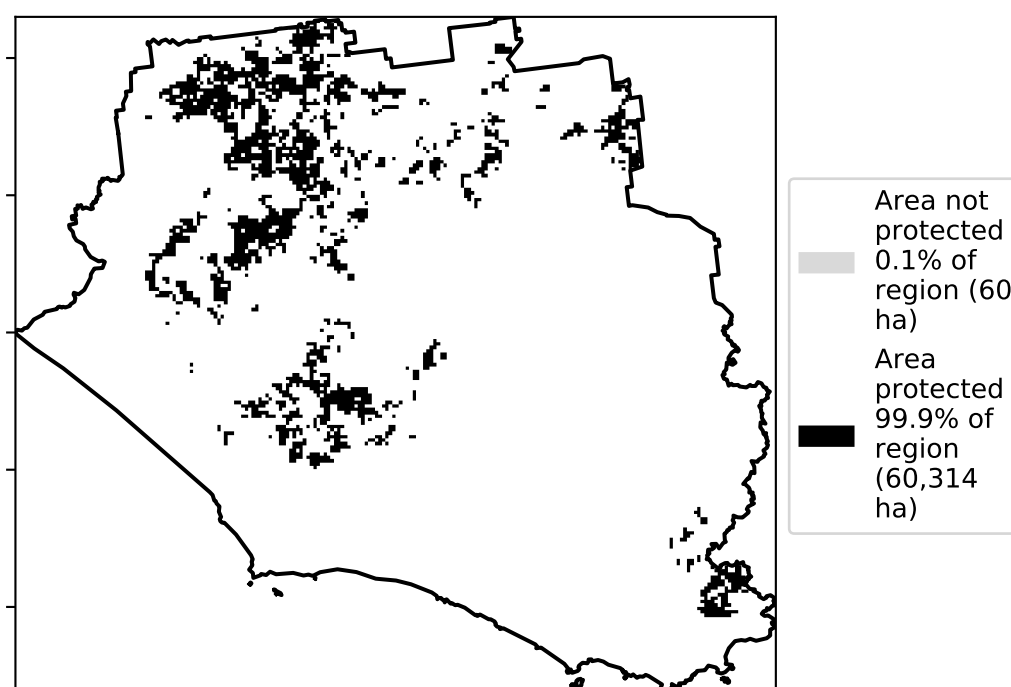 Area not
protected
0.1% of
region (60
ha)
Area
protected
99.9% of
region
(60,314
ha)